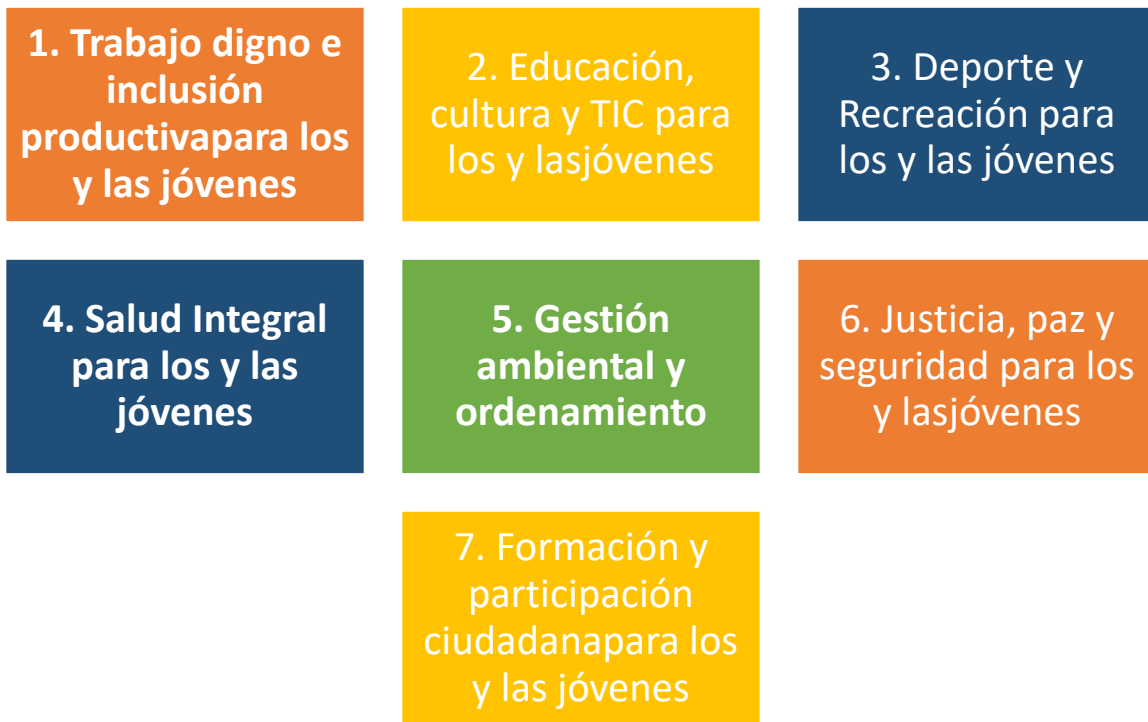 1. Trabajo digno e
inclusión
productivapara los
y las jóvenes
2. Educación,
cultura y TIC para
los y lasjóvenes
3. Deporte y
Recreación para
los y las jóvenes
4. Salud Integral
para los y las
jóvenes
5. Gestión
ambiental y
ordenamiento
6. Justicia, paz y
seguridad para los
y lasjóvenes
7. Formación y
participación
ciudadanapara los
y las jóvenes